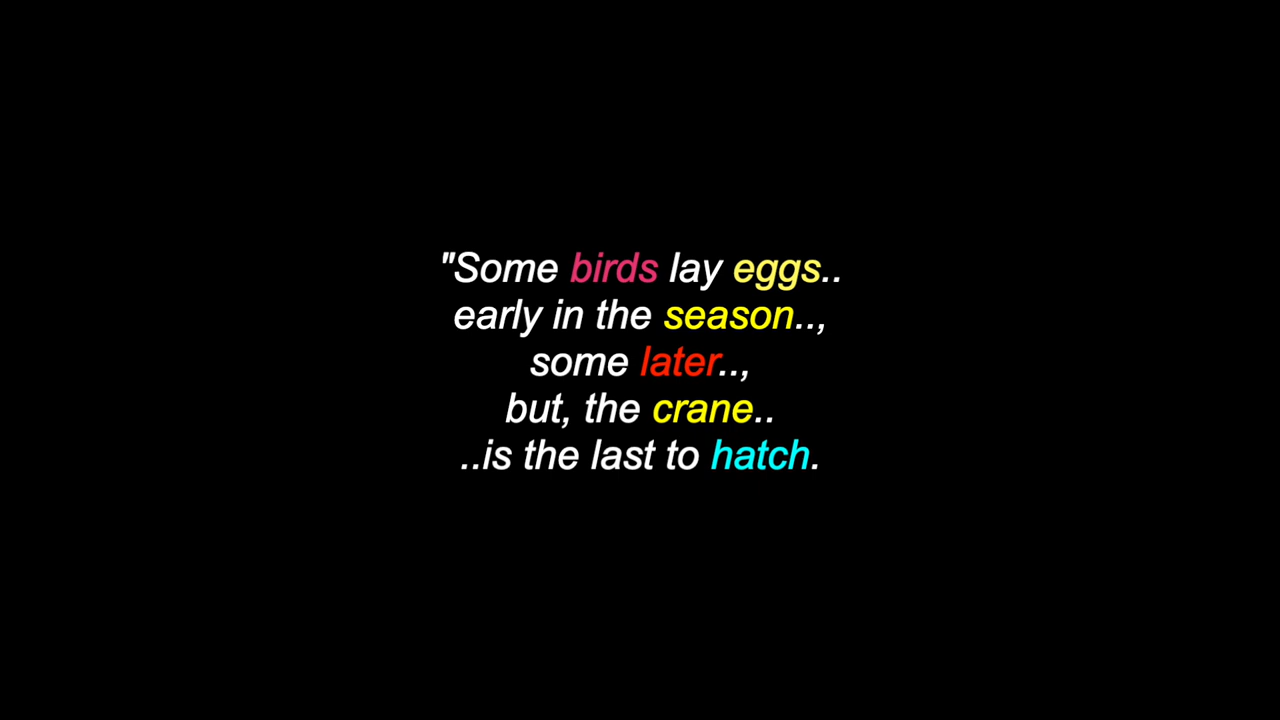 "Some birds lay eggs..
early in the season..,
some later..,
but, the crane..
..is the last to hatch.